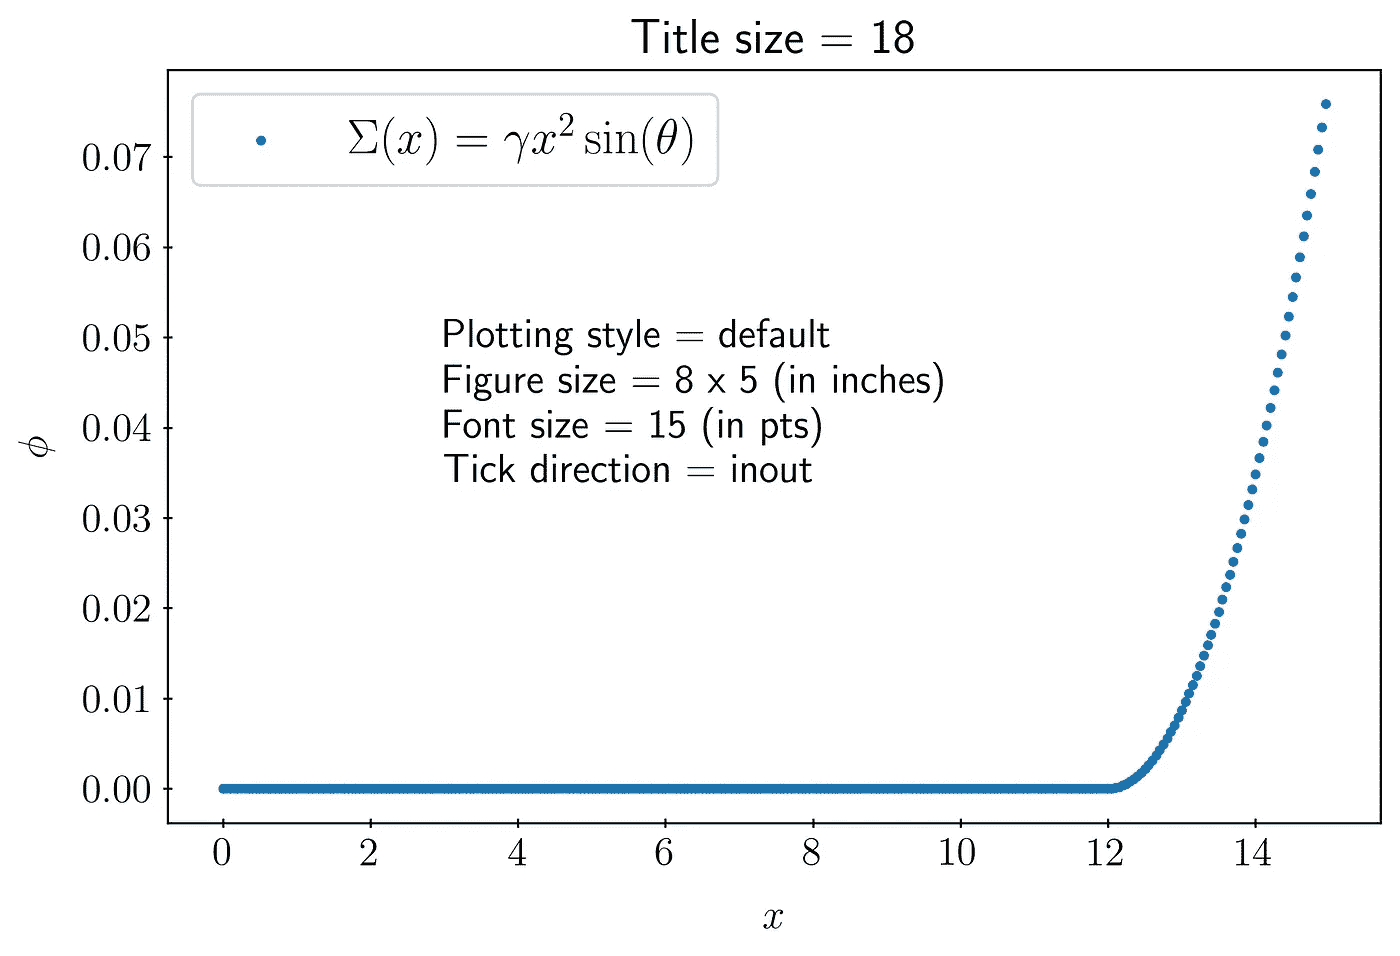 Title size = 18
Σ(x) = γx² sin(θ)
0.07
0.06
0.05
0.04
0.03
0.02
0.01
0.00
ϕ
Plotting style = default
Figure size = 8 x 5 (in inches)
Font size = 15 (in pts)
Tick direction = inout
0 2 4 6 8 10 12 14
x